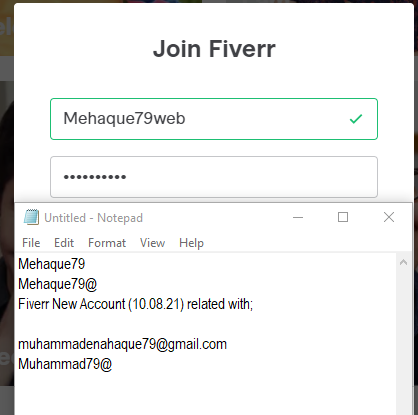 Join Fiverr
Mehaque79web
••••••••••
Untitled - Notepad
File Edit Format View Help
Mehaque79
Mehaque79@
Fiverr New Account (10.08.21) related with;
muhammadenahaque79@gmail.com
Muhammad79@